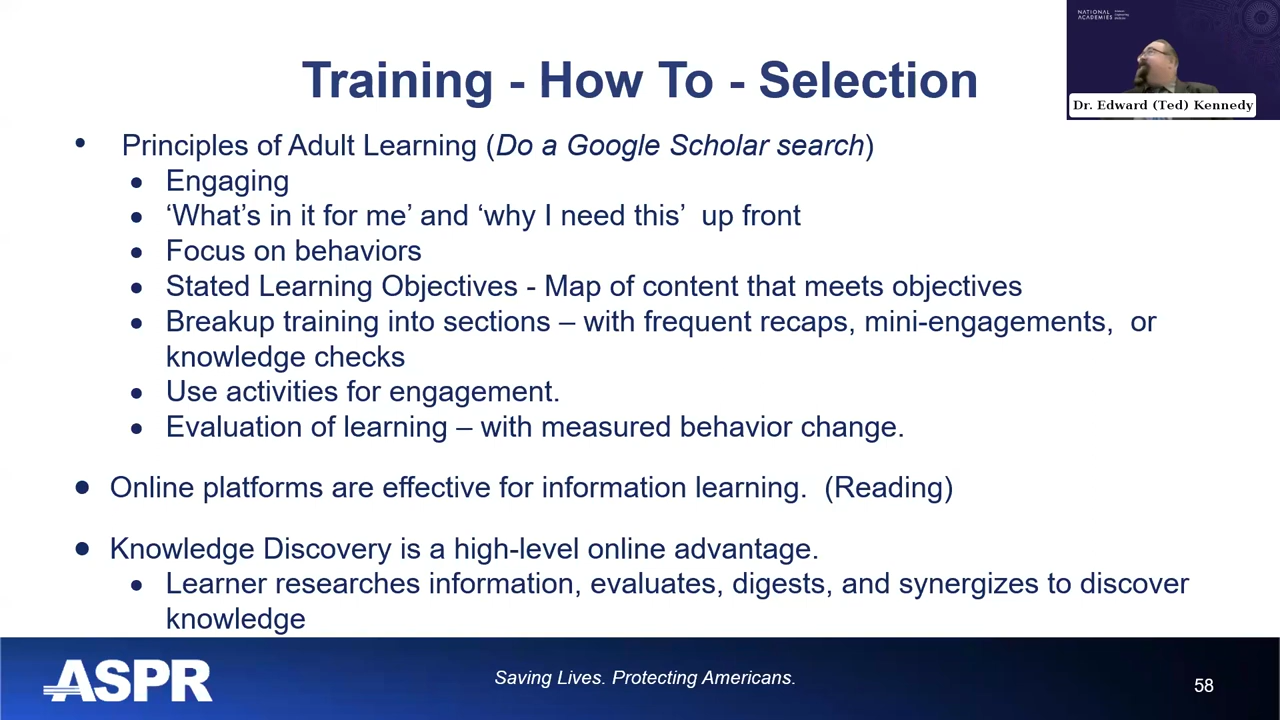 NATIONAL
ACADEMIES
Sciences
Engineering
Medicine
Dr. Edward (Ted) Kennedy
Training - How To - Selection
• Principles of Adult Learning (Do a Google Scholar search)
• Engaging
• ‘What’s in it for me’ and ‘why I need this’ up front
• Focus on behaviors
• Stated Learning Objectives - Map of content that meets objectives
• Breakup training into sections – with frequent recaps, mini-engagements, or
knowledge checks
• Use activities for engagement.
• Evaluation of learning – with measured behavior change.
• Online platforms are effective for information learning. (Reading)
• Knowledge Discovery is a high-level online advantage.
• Learner researches information, evaluates, digests, and synergizes to discover
knowledge
ASPR
Saving Lives. Protecting Americans.
58